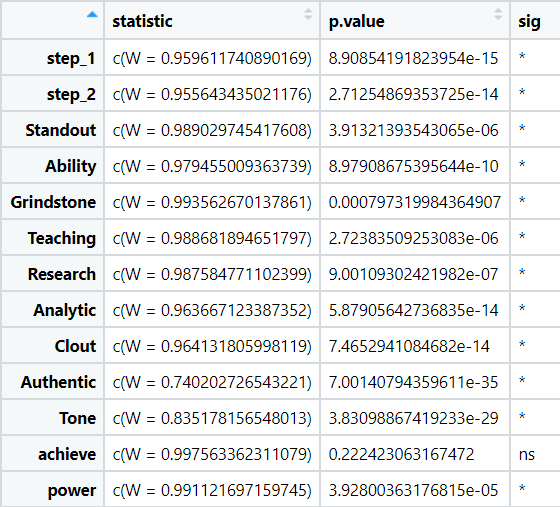 statistic p.value sig
step_1 c(W = 0.959611740890169) 8.90854191823954e-15 *
step_2 c(W = 0.955643435021176) 2.71254869353725e-14 *
Standout c(W = 0.989029745417608) 3.91321393543065e-06 *
Ability c(W = 0.979455009363739) 8.97908675395644e-10 *
Grindstone c(W = 0.993562670137861) 0.000797319984364907 *
Teaching c(W = 0.988681894651797) 2.72383509253083e-06 *
Research c(W = 0.987584771102399) 9.00109302421982e-07 *
Analytic c(W = 0.963667123387352) 5.87905642736835e-14 *
Clout c(W = 0.964131805998119) 7.4652941084682e-14 *
Authentic c(W = 0.740202726543221) 7.00140794359611e-35 *
Tone c(W = 0.835178156548013) 3.83098867419233e-29 *
achieve c(W = 0.997563362311079) 0.222423063167472 ns
power c(W = 0.991121697159745) 3.92800363176815e-05 *